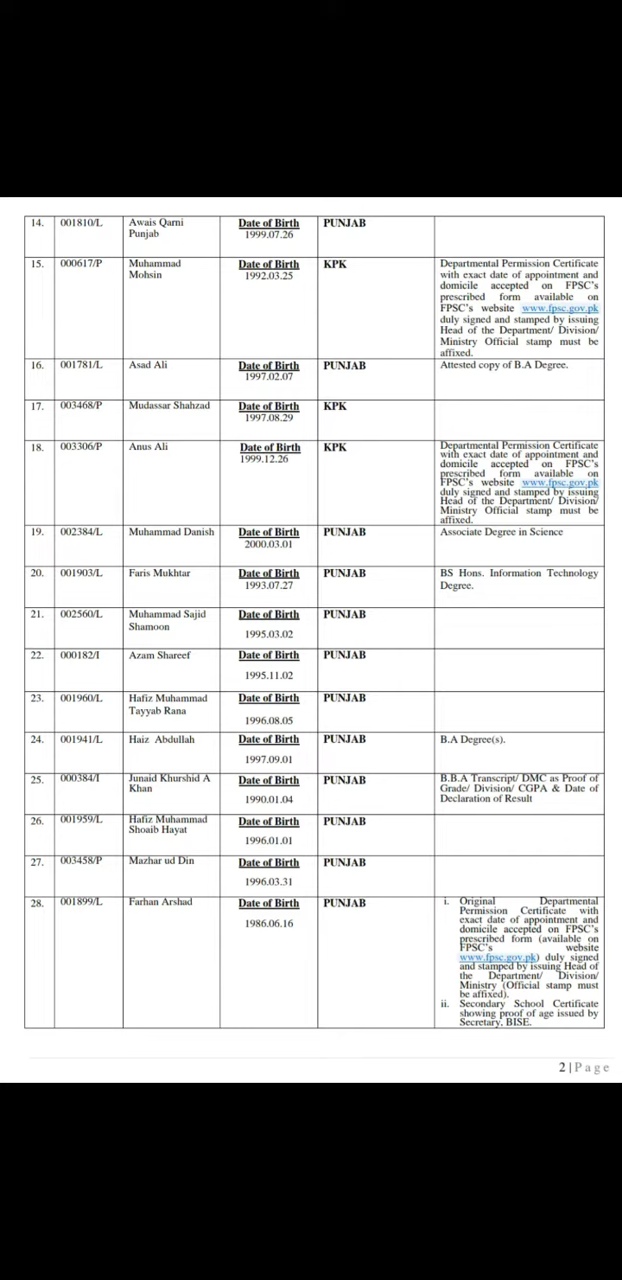 14. 001810/L Awais Qarni Date of Birth PUNJAB
Punjab 1999.07.26
15. 000617/P Muhammad Date of Birth KPK Departmental Permission Certificate
Mohsin 1992.03.25 with exact date of appointment and
domicile accepted on FPSC's
prescribed form available on
FPSC's website www.fpsc.gov.pk
duly signed and stamped by issuing
Head of the Department/ Division/
Ministry Official stamp must be
affixed.
16. 001781/L Asad Ali Date of Birth PUNJAB Attested copy of B.A Degree.
1997.02.07
17. 003468/P Mudassar Shahzad Date of Birth KPK
1997.08.29
18. 003306/P Anus Ali Date of Birth KPK Departmental Permission Certificate
1999.12.26 with exact date of appointment and
domicile accepted on FPSC's
prescribed form available on
FPSC's website www.fpsc.gov.pk
duly signed and stamped by issuing
Head of the Department/ Division/
Ministry Official stamp must be
affixed.
19. 002384/L Muhammad Danish Date of Birth PUNJAB Associate Degree in Science
2000.03.01
20. 001903/L Faris Mukhtar Date of Birth PUNJAB BS Hons. Information Technology
1993.07.27 Degree.
21. 002560/L Muhammad Sajid Date of Birth PUNJAB
Shamoon 1995.03.02
22. 000182/I Azam Shareef Date of Birth PUNJAB
1995.11.02
23. 001960/L Hafiz Muhammad Date of Birth PUNJAB
Tayyab Rana 1996.08.05
24. 001941/L Haiz Abdullah Date of Birth PUNJAB B.A Degree(s).
1997.09.01
25. 000384/I Junaid Khurshid A Date of Birth PUNJAB B.B.A Transcript/ DMC as Proof of
Khan 1990.01.04 Grade/ Division/ CGPA & Date of
Declaration of Result
26. 001959/L Hafiz Muhammad Date of Birth PUNJAB
Shoaib Hayat 1996.01.01
27. 003458/P Mazhar ud Din Date of Birth PUNJAB
1996.03.31
28. 001899/L Farhan Arshad Date of Birth PUNJAB i. Original Departmental
1986.06.16 Permission Certificate with
exact date of appointment and
domicile accepted on FPSC's
prescribed form (available on
FPSC's website
www.fpsc.gov.pk) duly signed
and stamped by issuing Head of
the Department/ Division/
Ministry (Official stamp must
be affixed).
ii. Secondary School Certificate
showing proof of age issued by
Secretary, BISE.
2 | Page